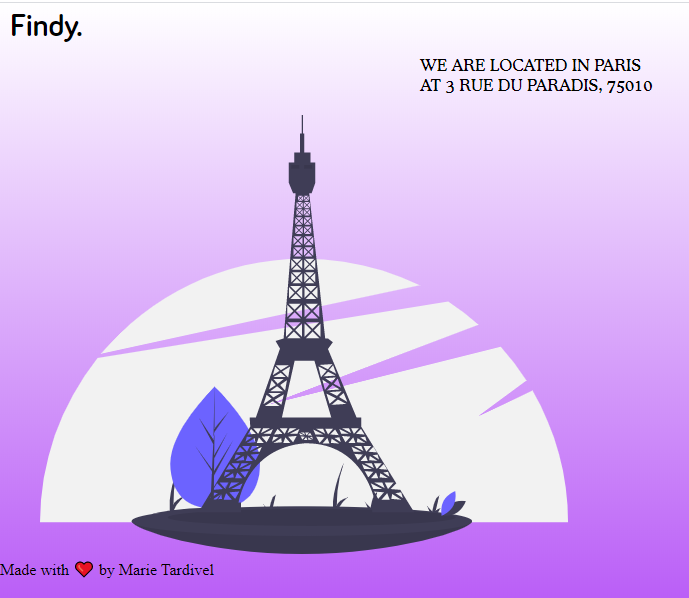 Findy.
WE ARE LOCATED IN PARIS
AT 3 RUE DU PARADIS, 75010
Made with ❤️ by Marie Tardivel